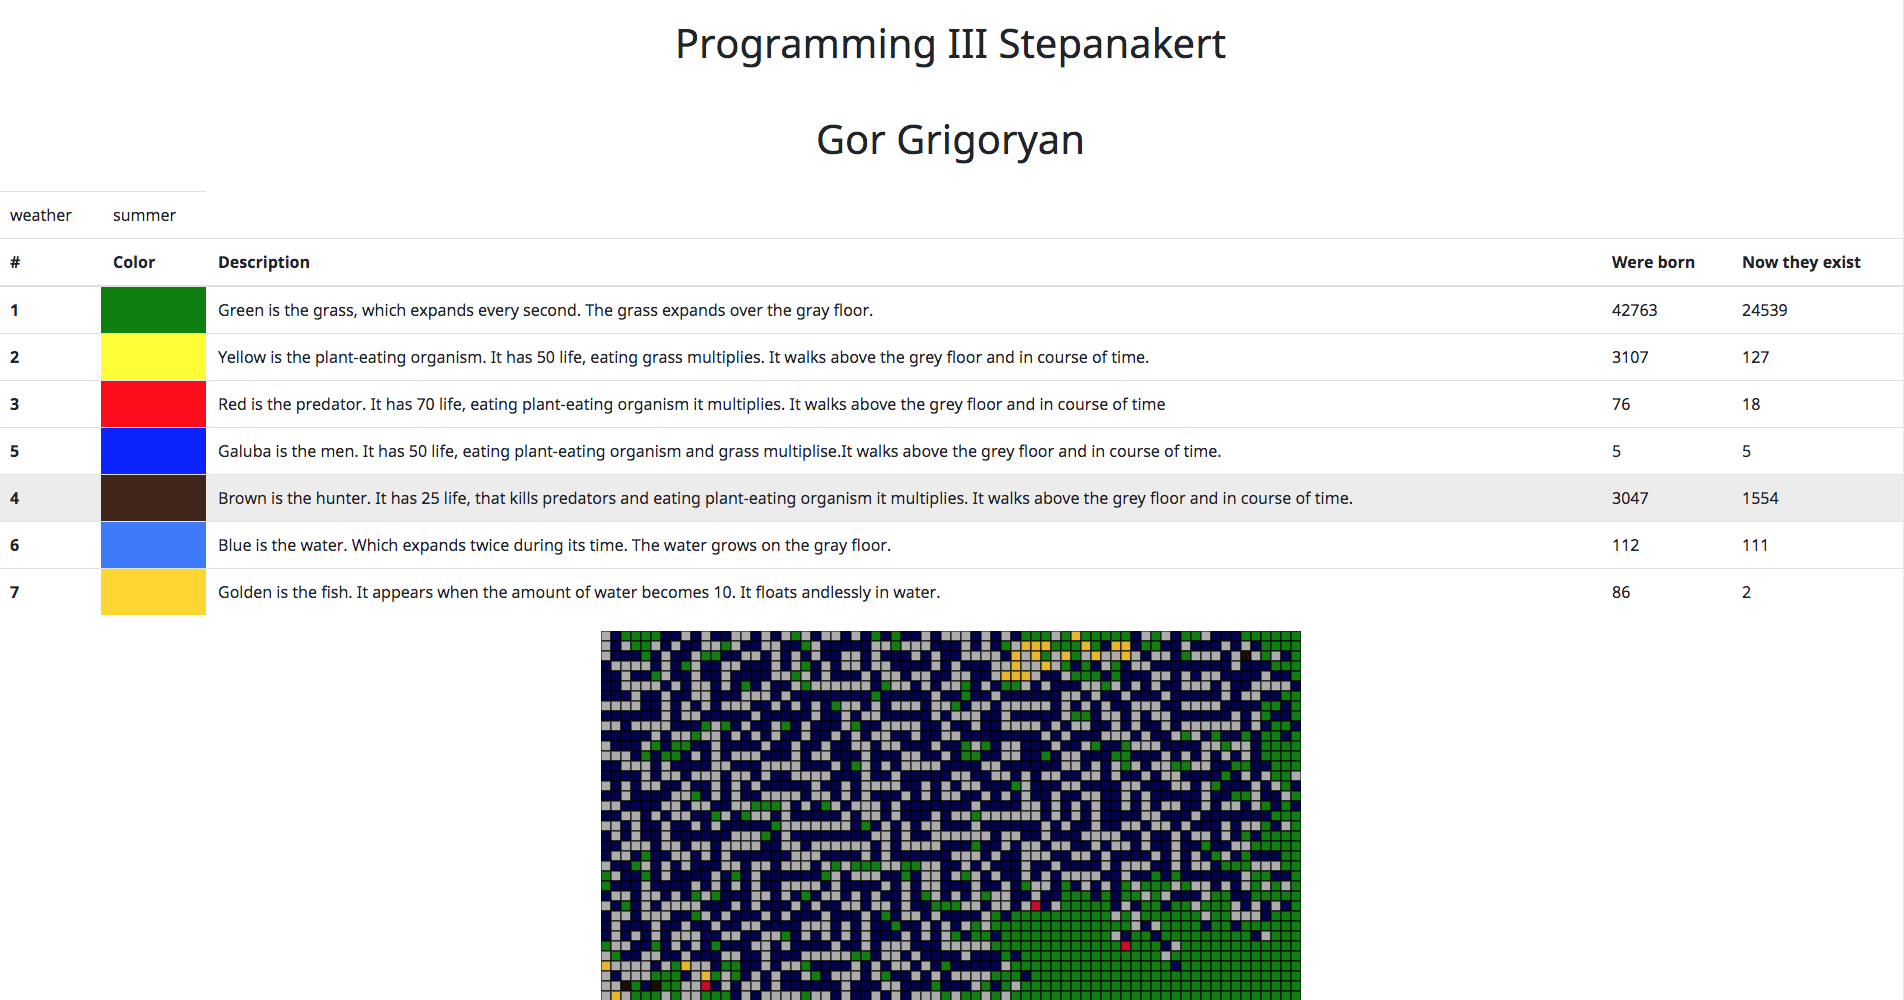 Programming III Stepanakert
Gor Grigoryan
weather summer
# Color Description Were born Now they exist
1 Green is the grass, which expands every second. The grass expands over the gray floor. 42763 24539
2 Yellow is the plant-eating organism. It has 50 life, eating grass multiplies. It walks above the grey floor and in course of time. 3107 127
3 Red is the predator. It has 70 life, eating plant-eating organism it multiplies. It walks above the grey floor and in course of time 76 18
5 Galuba is the men. It has 50 life, eating plant-eating organism and grass multiplise.It walks above the grey floor and in course of time. 5 5
4 Brown is the hunter. It has 25 life, that kills predators and eating plant-eating organism it multiplies. It walks above the grey floor and in course of time. 3047 1554
6 Blue is the water. Which expands twice during its time. The water grows on the gray floor. 112 111
7 Golden is the fish. It appears when the amount of water becomes 10. It floats andlessly in water. 86 2